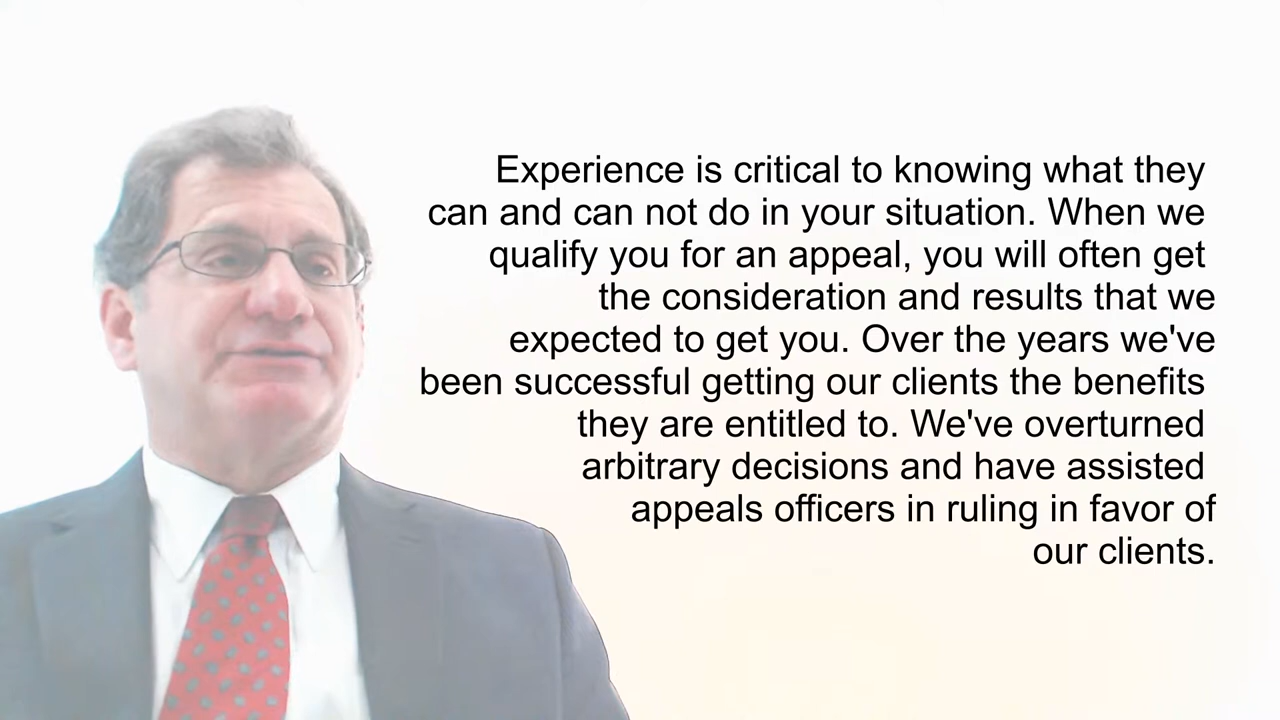 Experience is critical to knowing what they
can and can not do in your situation. When we
qualify you for an appeal, you will often get
the consideration and results that we
expected to get you. Over the years we've
been successful getting our clients the benefits
they are entitled to. We've overturned
arbitrary decisions and have assisted
appeals officers in ruling in favor of
our clients.